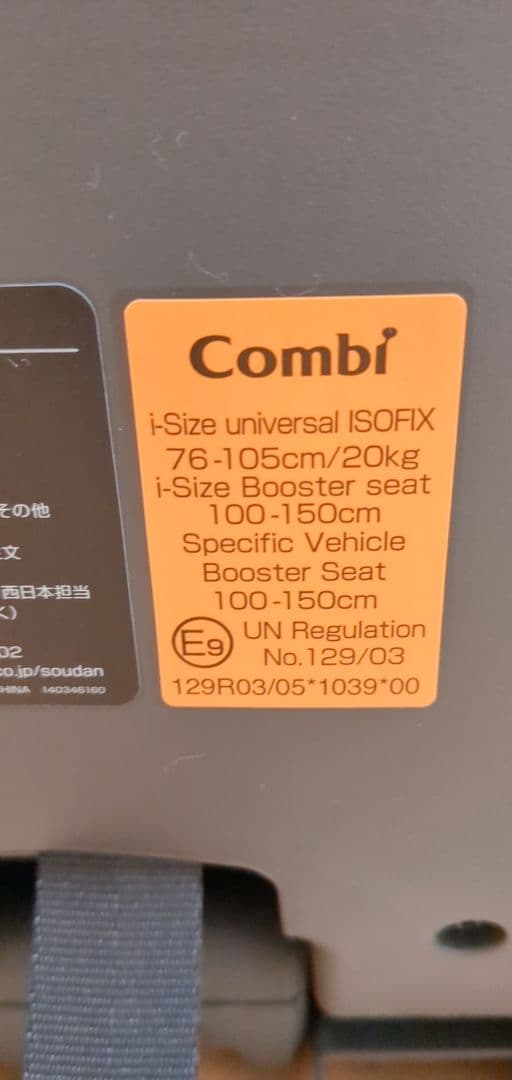 Combi
i-Size universal ISOFIX
76-105cm/20kg
i-Size Booster seat
100-150cm
Specific Vehicle
Booster Seat
100-150cm
E9
UN Regulation
No.129/03
129R03/05*1039*00
その他
文
西日本担当
く)
02
co.jp/soudan
HINA 140346160